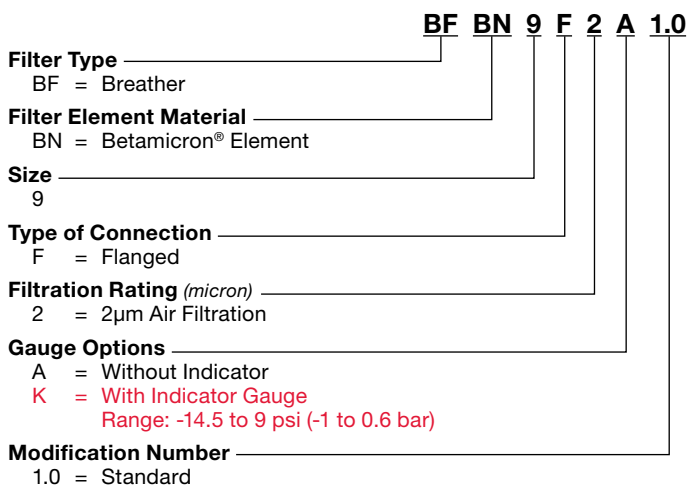 BF BN 9 F 2 A 1.0
Filter Type
BF = Breather
Filter Element Material
BN = Betamicron® Element
Size
9
Type of Connection
F = Flanged
Filtration Rating (micron)
2 = 2µm Air Filtration
Gauge Options
A = Without Indicator
K = With Indicator Gauge
Range: -14.5 to 9 psi (-1 to 0.6 bar)
Modification Number
1.0 = Standard